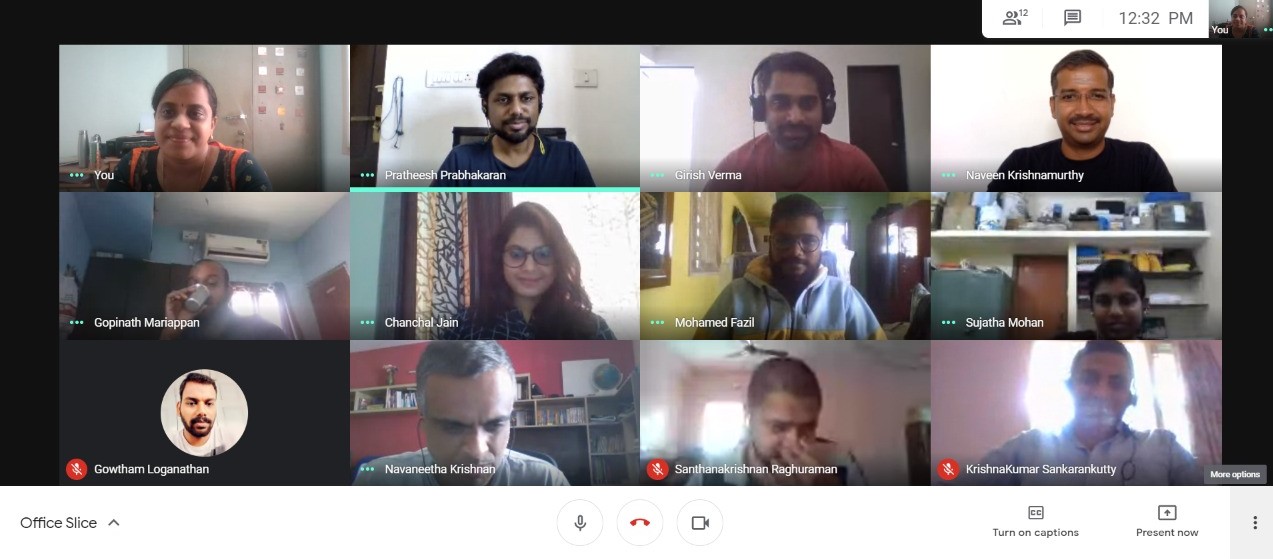 12
12:32 PM
You
You
Pratheesh Prabhakaran
Girish Verma
Naveen Krishnamurthy
Gopinath Mariappan
Chanchal Jain
Mohamed Fazil
Sujatha Mohan
Gowtham Loganathan
Navaneetha Krishnan
Santhanakrishnan Raghuraman
KrishnaKumar Sankarankutty
More options
Office Slice
CC
Turn on captions
Present now